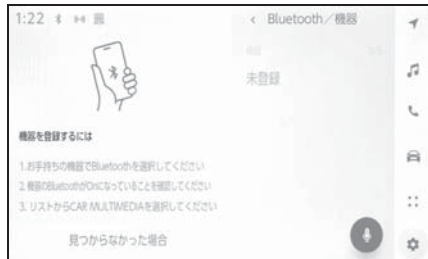 1:22
Bluetooth／機器
未登録
機器を登録するには
1.お手持ちの機器でBluetoothを選択してください
2.機器のBluetoothがOnになっていることを確認してください
3.リストからCAR MULTIMEDIAを選択してください
見つからなかった場合